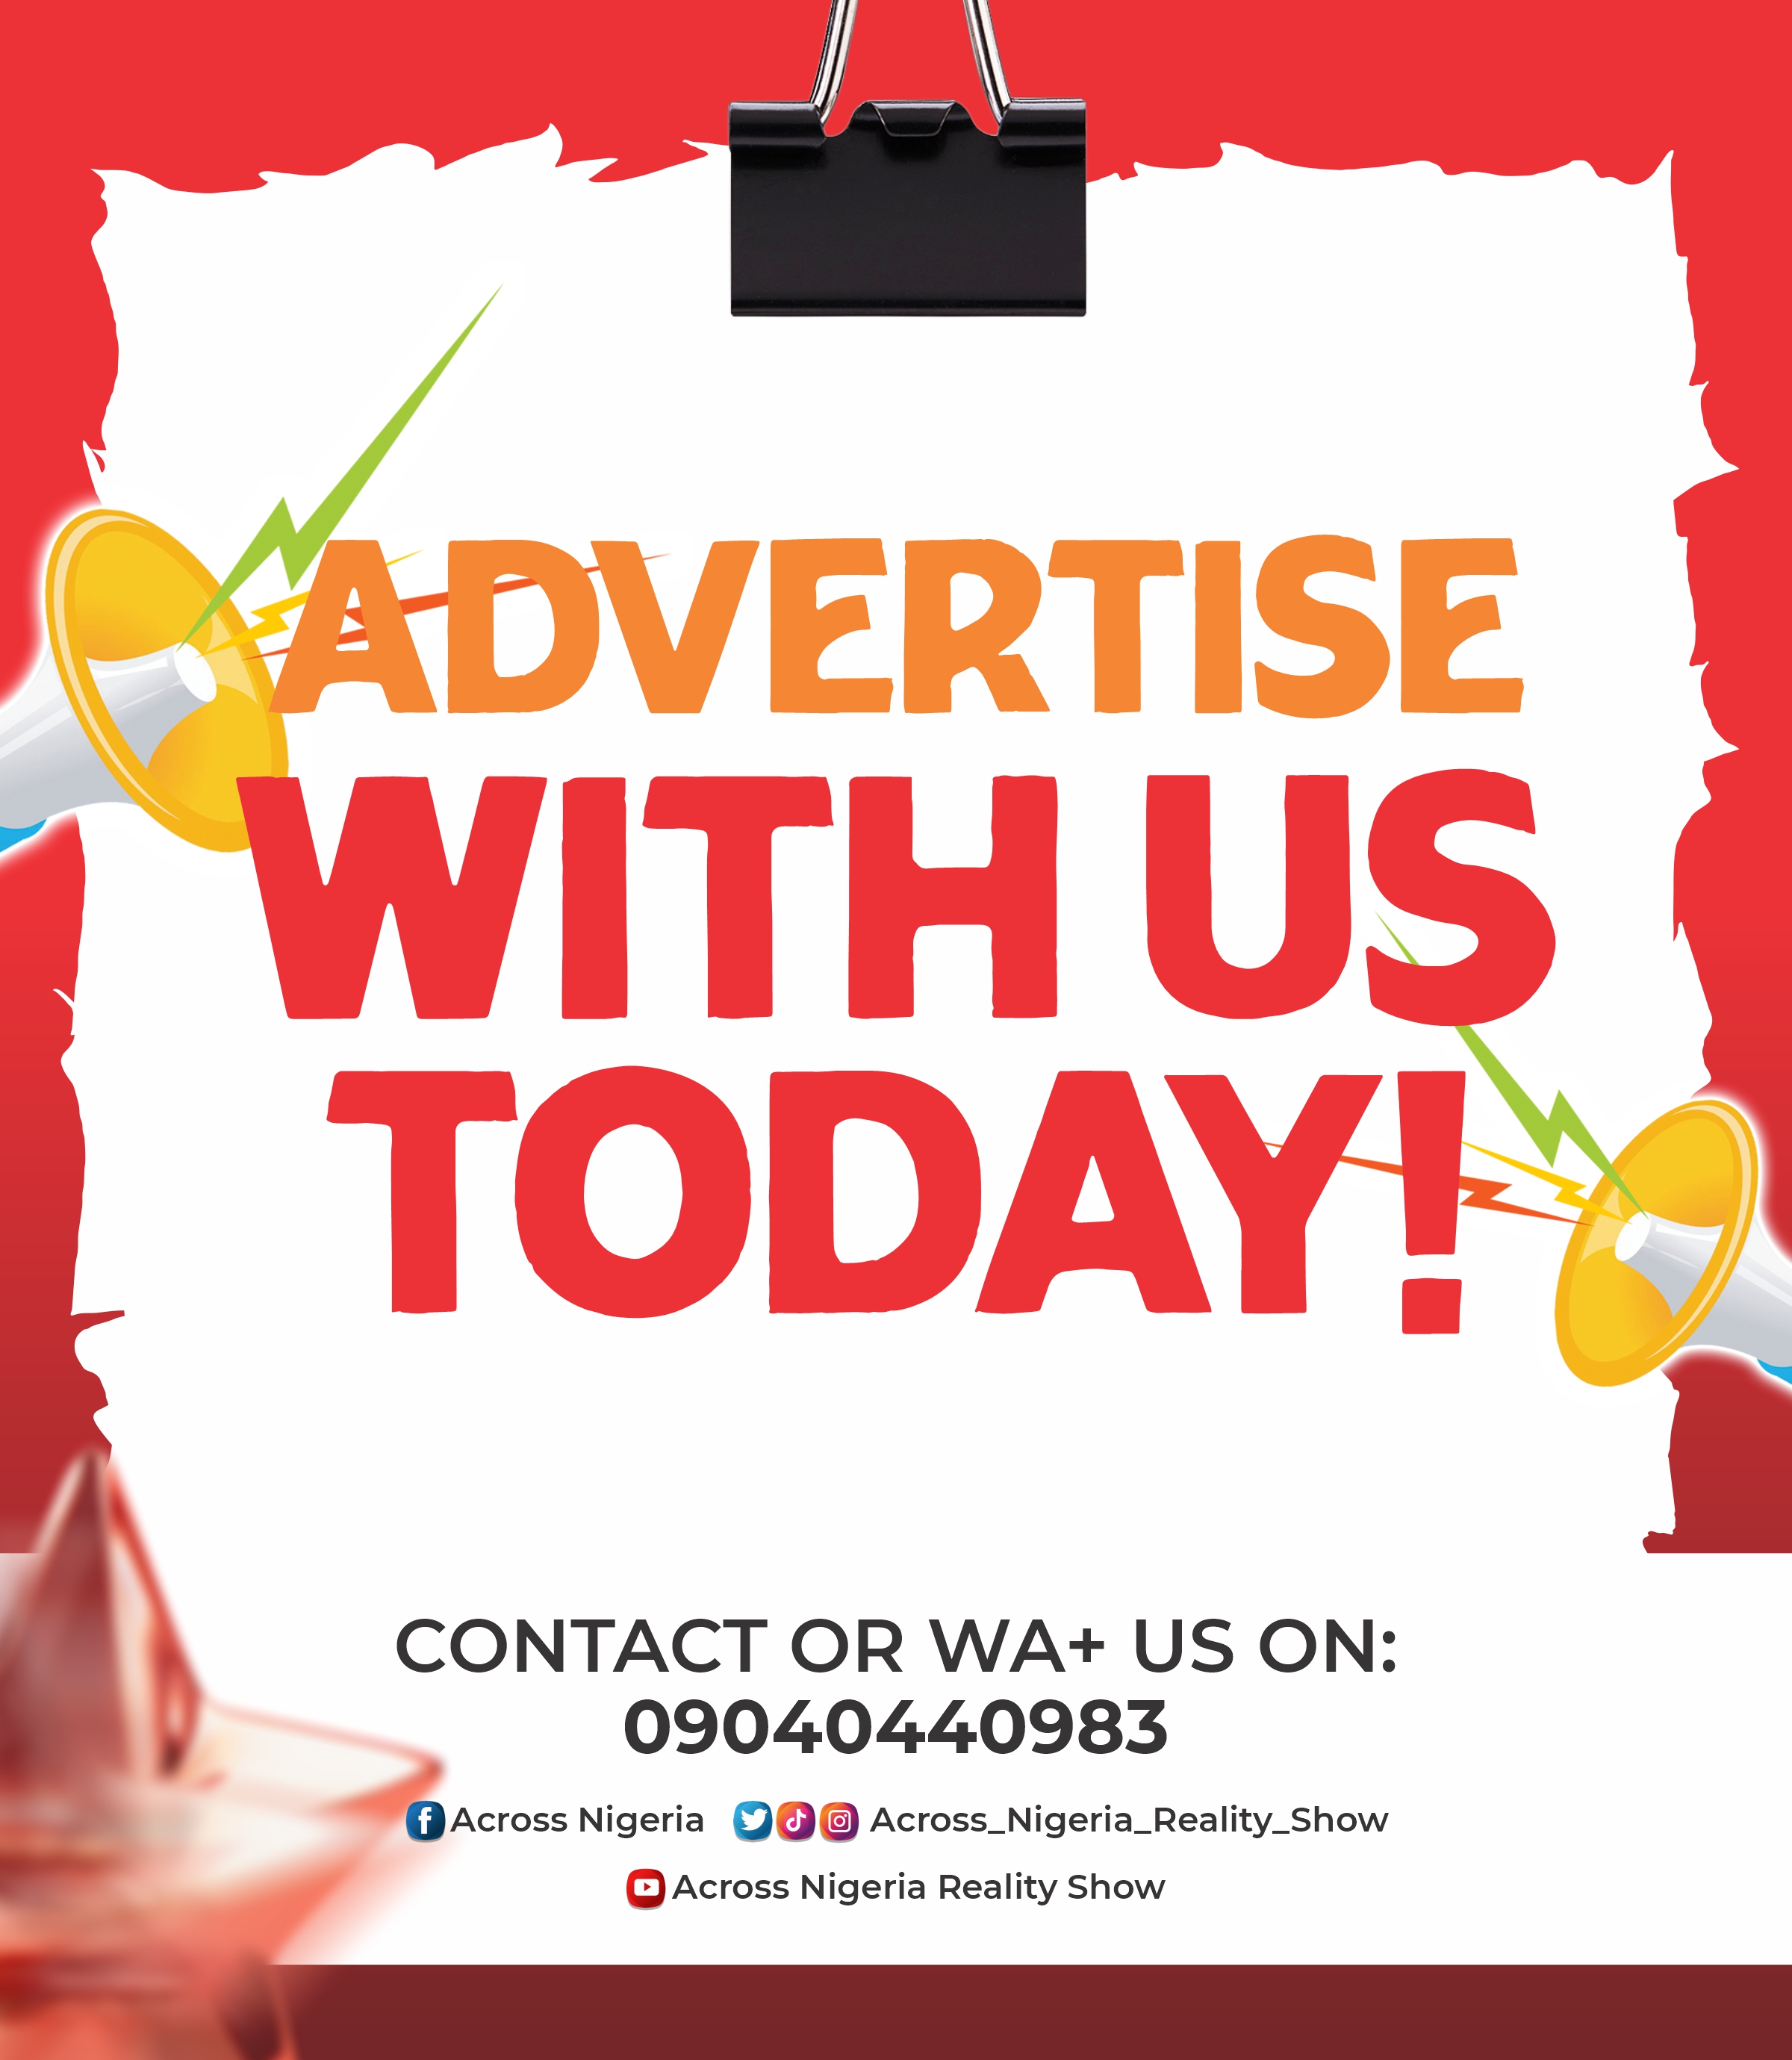 ADVERTISE
WITH US
TODAY!
CONTACT OR WA+ US ON:
09040440983
Across Nigeria Across_Nigeria_Reality_Show
Across Nigeria Reality Show